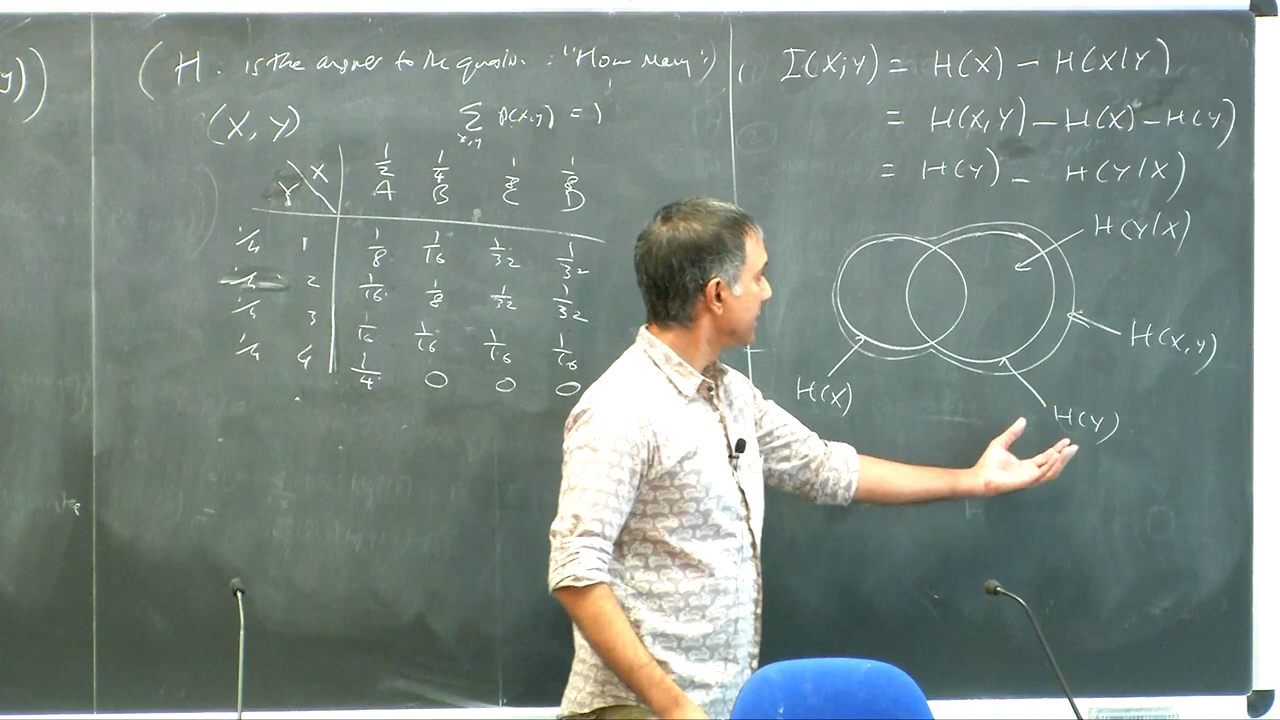 y))
(H. is the answer to the question: "How Many")
(X, Y)
∑ p(x,y) = 1
x,y
X 1/2 1/4 1/8 1/8
Y A B C D
1/4 1 1/8 1/16 1/32 1/32
1/4 2 1/16 1/8 1/32 1/32
1/4 3 1/16 1/16 1/16 1/16
1/4 4 1/4 0 0 0
I(X;Y) = H(X) - H(X|Y)
= H(X,Y) - H(X) - H(Y)
= H(Y) - H(Y|X)
H(Y|X)
H(X,Y)
H(X)
H(Y)